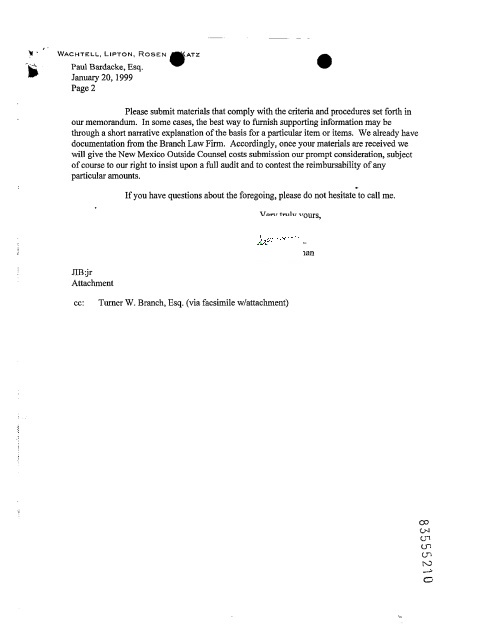 WACHTELL, LIPTON, ROSEN KATZ
Paul Bardacke, Esq.
January 20, 1999
Page 2
Please submit materials that comply with the criteria and procedures set forth in
our memorandum. In some cases, the best way to furnish supporting information may be
through a short narrative explanation of the basis for a particular item or items. We already have
documentation from the Branch Law Firm. Accordingly, once your materials are received we
will give the New Mexico Outside Counsel costs submission our prompt consideration, subject
of course to our right to insist upon a full audit and to contest the reimbursability of any
particular amounts.
If you have questions about the foregoing, please do not hesitate to call me.
Very truly yours,
JIB:jr
Attachment
cc: Turner W. Branch, Esq. (via facsimile w/attachment)
83555210